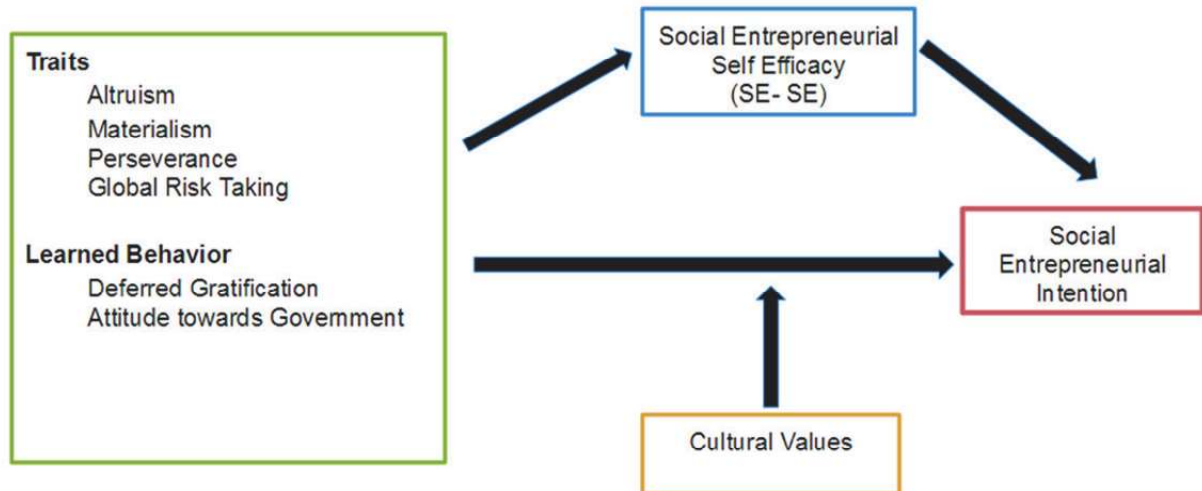 Traits
Altruism
Materialism
Perseverance
Global Risk Taking
Learned Behavior
Deferred Gratification
Attitude towards Government
Social Entrepreneurial
Self Efficacy
(SE- SE)
Social
Entrepreneurial
Intention
Cultural Values